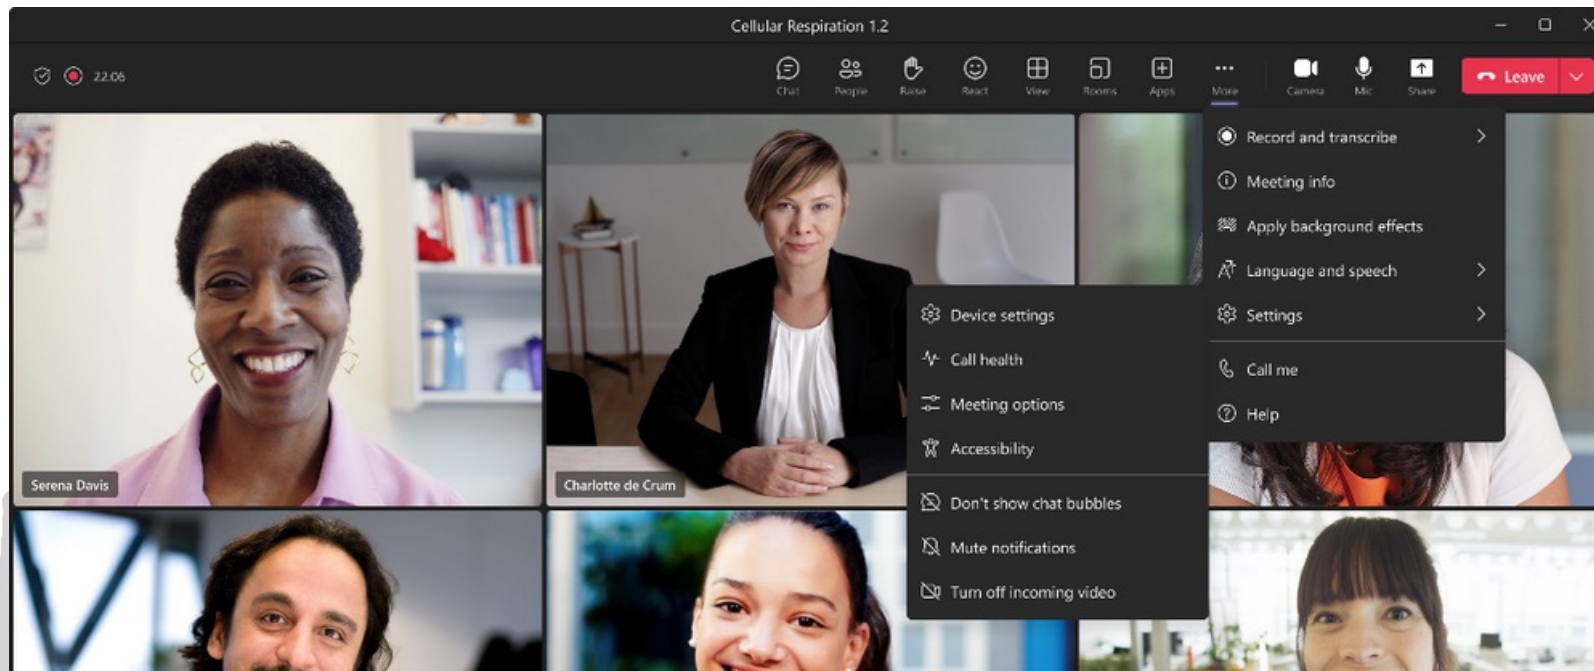 Cellular Respiration 1.2
22:06
Chat
People
Raise
React
View
Rooms
Apps
More
Camera
Mic
Share
Leave
Record and transcribe
Meeting info
Apply background effects
Language and speech
Settings
Call me
Help
Device settings
Call health
Meeting options
Accessibility
Don't show chat bubbles
Mute notifications
Turn off incoming video
Serena Davis
Charlotte de Crum